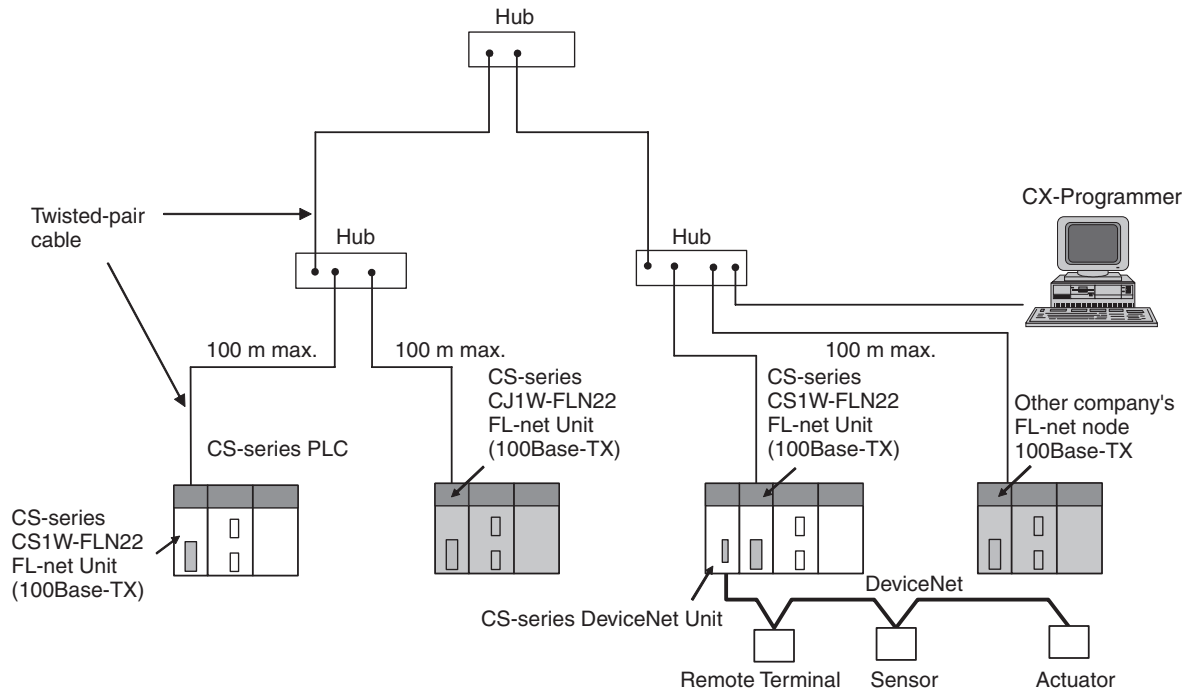 Hub
CX-Programmer
Twisted-pair
cable
Hub
Hub
100 m max.
100 m max.
100 m max.
CS-series
CJ1W-FLN22
FL-net Unit
(100Base-TX)
CS-series
CS1W-FLN22
FL-net Unit
(100Base-TX)
Other company's
FL-net node
100Base-TX
CS-series PLC
CS-series
CS1W-FLN22
FL-net Unit
(100Base-TX)
DeviceNet
CS-series DeviceNet Unit
Remote Terminal
Sensor
Actuator